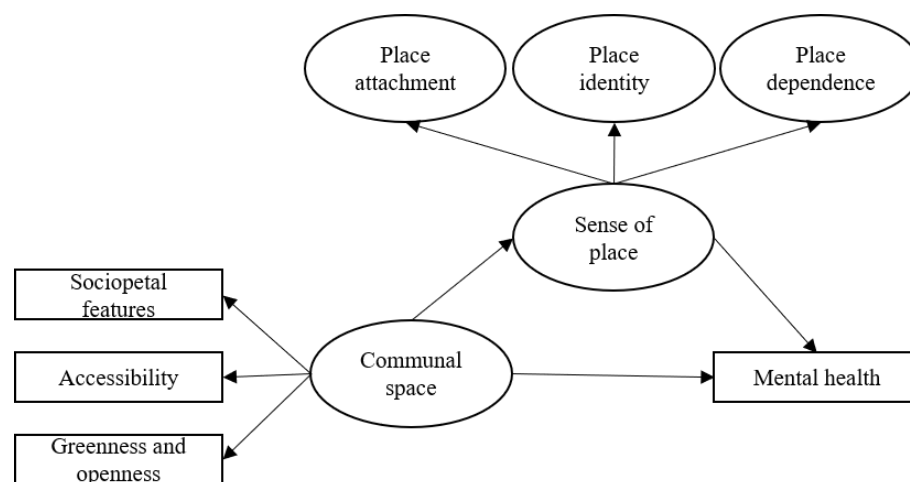 Place
attachment
Place
identity
Place
dependence
Sense of
place
Sociopetal
features
Accessibility
Communal
space
Mental health
Greenness and
openness